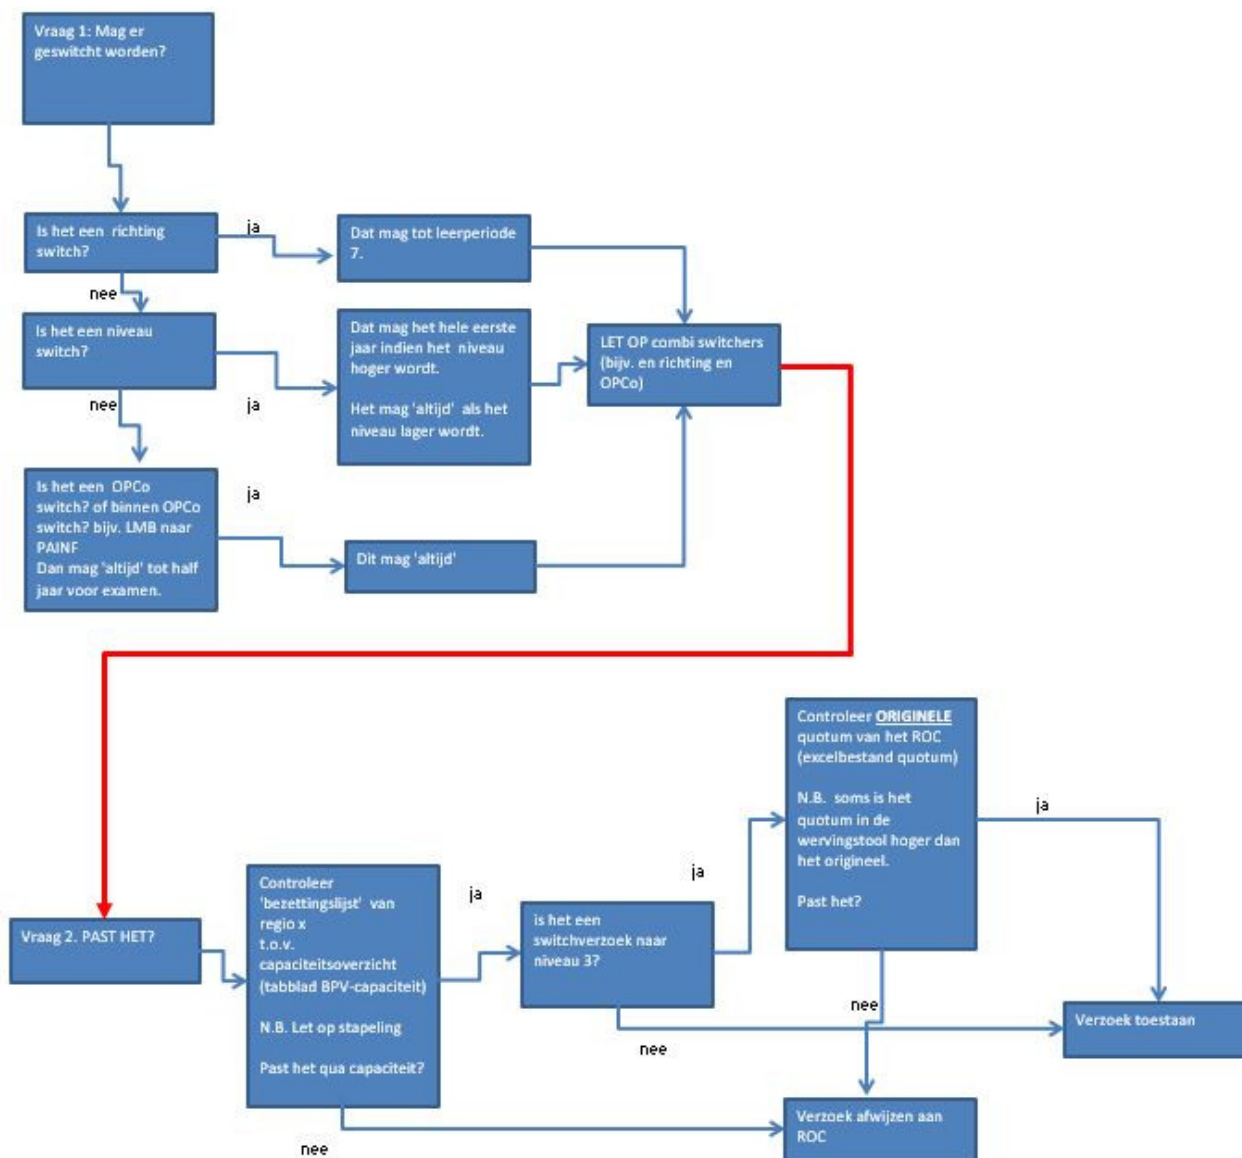 Vraag 1: Mag er
geswitcht worden?
Is het een richting
switch?
ja
Dat mag tot leerperiode
7.
nee
Is het een niveau
switch?
ja
Dat mag het hele eerste
jaar indien het niveau
hoger wordt.
Het mag 'altijd' als het
niveau lager wordt.
LET OP combi switchers
(bijv. en richting en
OPCo)
nee
Is het een OPCo
switch? of binnen OPCo
switch? bijv. LMB naar
PAINF
Dan mag 'altijd' tot half
jaar voor examen.
ja
Dit mag 'altijd'
Vraag 2. PAST HET?
Controleer
'bezettingslijst' van
regio x
t.o.v.
capaciteitsoverzicht
(tabblad BPV-capaciteit)
N.B. Let op stapeling
Past het qua capaciteit?
ja
nee
is het een
switchverzoek naar
niveau 3?
ja
nee
Controleer ORIGINELE
quotum van het ROC
(excelbestand quotum)
N.B. soms is het
quotum in de
wervingstool hoger dan
het origineel.
Past het?
ja
nee
Verzoek toestaan
Verzoek afwijzen aan
ROC